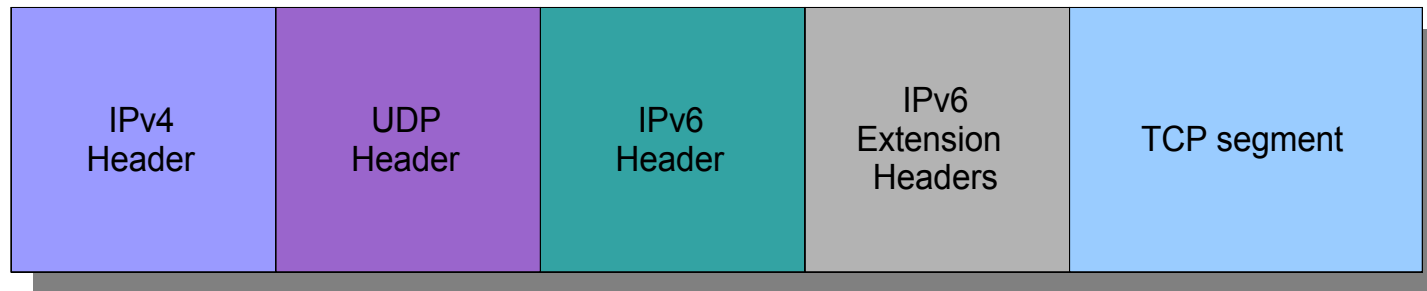 IPv4
Header
UDP
Header
IPv6
Header
IPv6
Extension
Headers
TCP segment